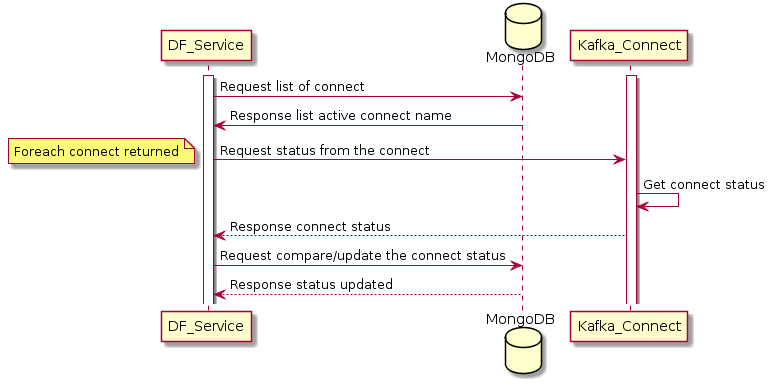 DF_Service
MongoDB
Kafka_Connect
Request list of connect
Response list active connect name
Foreach connect returned
Request status from the connect
Get connect status
Response connect status
Request compare/update the connect status
Response status updated
DF_Service
MongoDB
Kafka_Connect